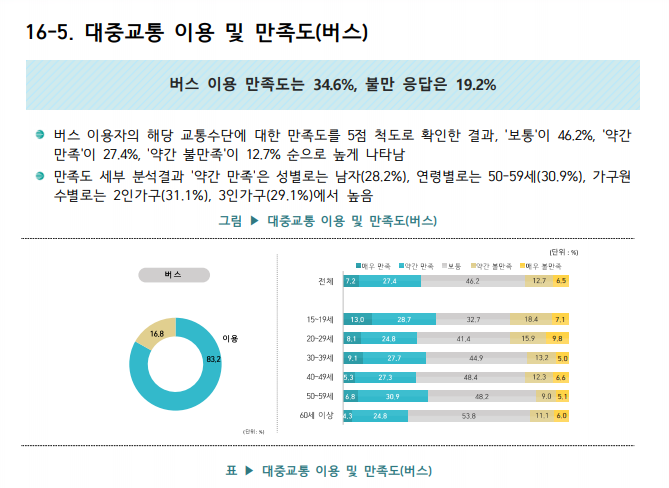 16-5. 대중교통 이용 및 만족도(버스)
버스 이용 만족도는 34.6%, 불만 응답은 19.2%
버스 이용자의 해당 교통수단에 대한 만족도를 5점 척도로 확인한 결과, '보통'이 46.2%, '약간
만족'이 27.4%, '약간 불만족'이 12.7% 순으로 높게 나타남
만족도 세부 분석결과 '약간 만족'은 성별로는 남자(28.2%), 연령별로는 50-59세(30.9%), 가구원
수별로는 2인가구(31.1%), 3인가구(29.1%)에서 높음
그림 ▶ 대중교통 이용 및 만족도(버스)
(단위 : %)
버스
16.8
이용
83.2
(단위 : %)
매우 만족 약간 만족 보통 약간 불만족 매우 불만족
전체 7.2 27.4 46.2 12.7 6.5
15-19세 13.0 28.7 32.7 18.4 7.1
20-29세 8.1 24.8 41.4 15.9 9.8
30-39세 9.1 27.7 44.9 13.2 5.0
40-49세 5.3 27.3 48.4 12.3 6.6
50-59세 6.8 30.9 48.2 9.0 5.1
60세 이상 4.3 24.8 53.8 11.1 6.0
표 ▶ 대중교통 이용 및 만족도(버스)